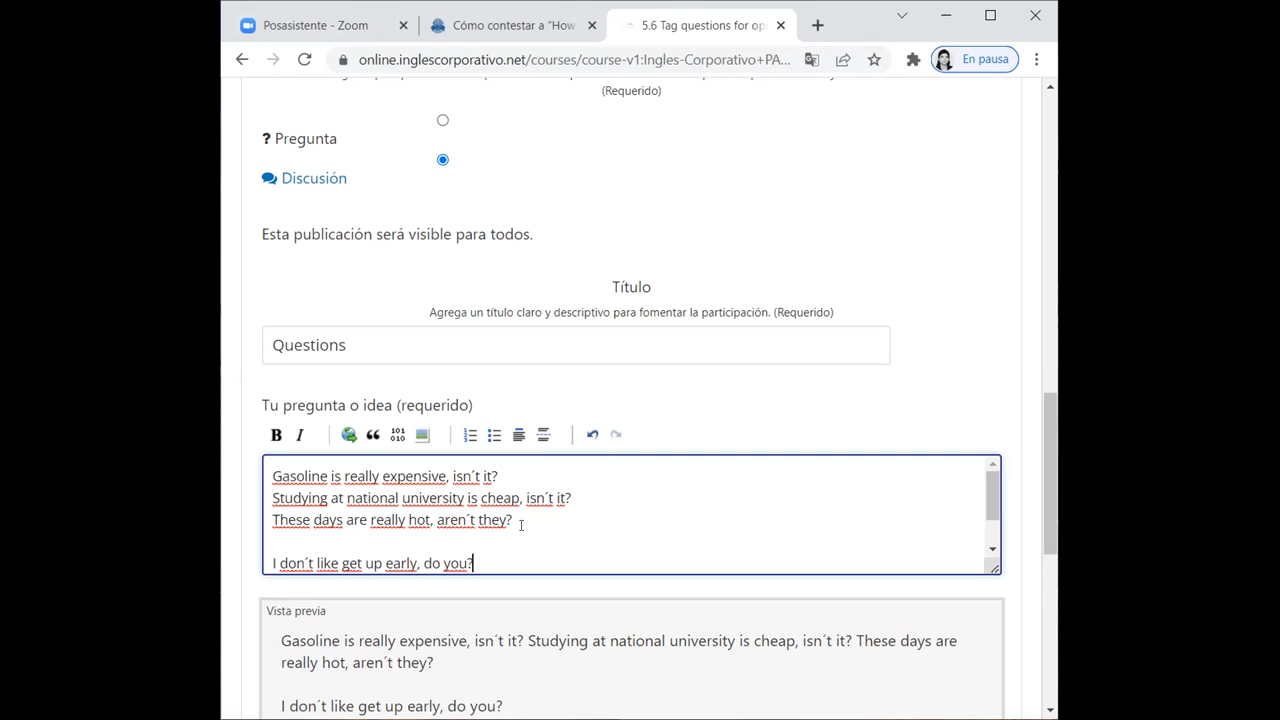 Posasistente - Zoom
Cómo contestar a "How
5.6 Tag questions for op
online.inglescorporativo.net/courses/course-v1:Ingles-Corporativo+PA...
En pausa
(Requerido)
? Pregunta
Discusión
Esta publicación será visible para todos.
Título
Agrega un título claro y descriptivo para fomentar la participación. (Requerido)
Questions
Tu pregunta o idea (requerido)
B I
Gasoline is really expensive, isn´t it?
Studying at national university is cheap, isn´t it?
These days are really hot, aren´t they?
I don´t like get up early, do you?
Vista previa
Gasoline is really expensive, isn´t it? Studying at national university is cheap, isn´t it? These days are
really hot, aren´t they?
I don´t like get up early, do you?